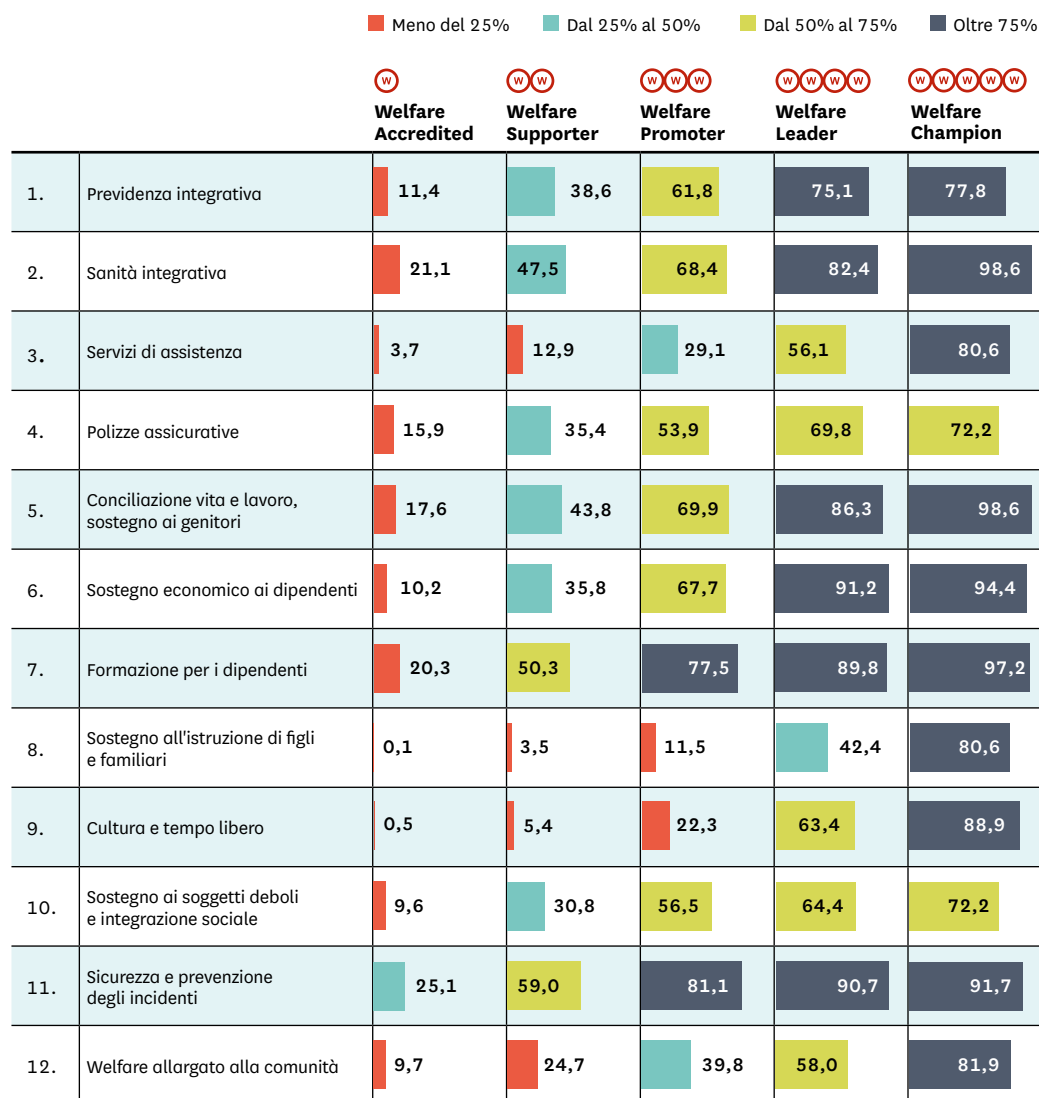 Meno del 25% Dal 25% al 50% Dal 50% al 75% Oltre 75%
W W W W W W W W W W W W W W W
Welfare Welfare Welfare Welfare Welfare
Accredited Supporter Promoter Leader Champion
1. Previdenza integrativa 11,4 38,6 61,8 75,1 77,8
2. Sanità integrativa 21,1 47,5 68,4 82,4 98,6
3. Servizi di assistenza 3,7 12,9 29,1 56,1 80,6
4. Polizze assicurative 15,9 35,4 53,9 69,8 72,2
5. Conciliazione vita e lavoro,
sostegno ai genitori 17,6 43,8 69,9 86,3 98,6
6. Sostegno economico ai dipendenti 10,2 35,8 67,7 91,2 94,4
7. Formazione per i dipendenti 20,3 50,3 77,5 89,8 97,2
8. Sostegno all'istruzione di figli
e familiari 0,1 3,5 11,5 42,4 80,6
9. Cultura e tempo libero 0,5 5,4 22,3 63,4 88,9
10. Sostegno ai soggetti deboli
e integrazione sociale 9,6 30,8 56,5 64,4 72,2
11. Sicurezza e prevenzione
degli incidenti 25,1 59,0 81,1 90,7 91,7
12. Welfare allargato alla comunità 9,7 24,7 39,8 58,0 81,9